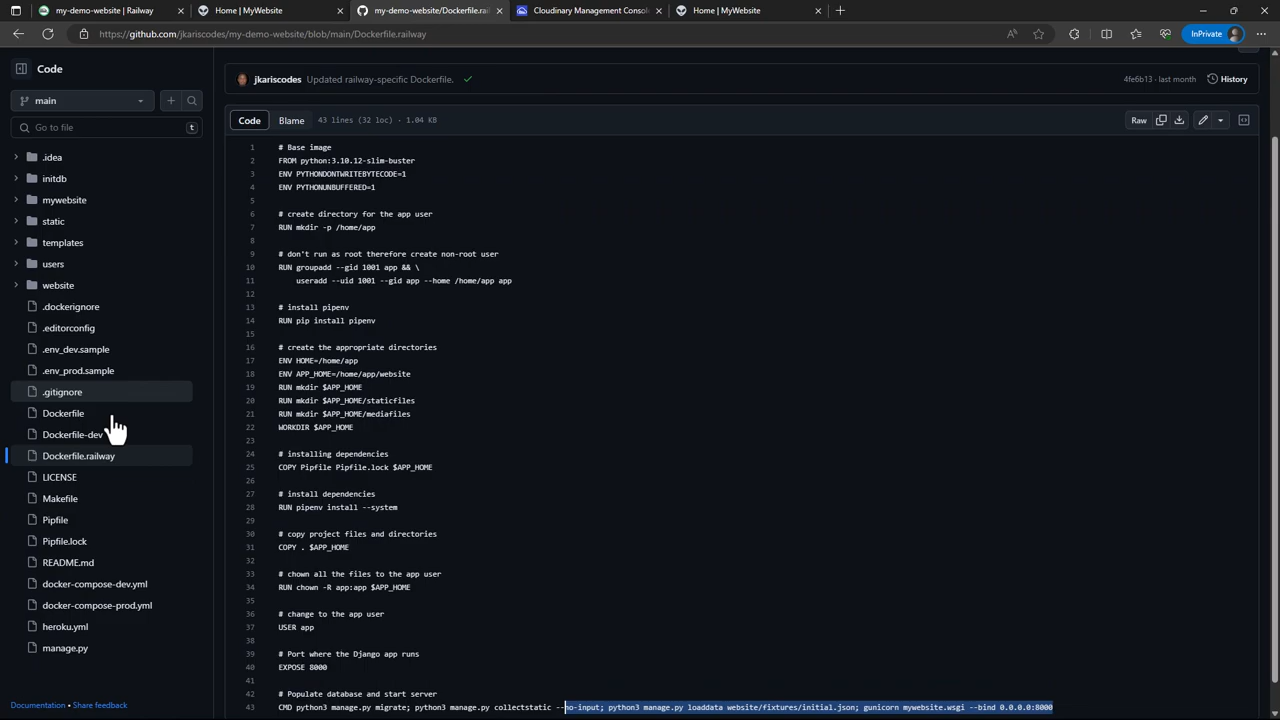 my-demo-website | Railway
Home | MyWebsite
my-demo-website/Dockerfile.rail
Cloudinary Management Conso
Home | MyWebsite
https://github.com/jkariscodes/my-demo-website/blob/main/Dockerfile.railway
InPrivate
Code
main
Go to file
t
.idea
initdb
mywebsite
static
templates
users
website
.dockerignore
.editorconfig
.env_dev.sample
.env_prod.sample
.gitignore
Dockerfile
Dockerfile-dev
Dockerfile.railway
LICENSE
Makefile
Pipfile
Pipfile.lock
README.md
docker-compose-dev.yml
docker-compose-prod.yml
heroku.yml
manage.py
Documentation • Share feedback
jkariscodes Updated railway-specific Dockerfile.
4fe6b13 · last month
History
Code Blame 43 lines (32 loc) · 1.04 KB
Raw
1 # Base image
2 FROM python:3.10.12-slim-buster
3 ENV PYTHONDONTWRITEBYTECODE=1
4 ENV PYTHONUNBUFFERED=1
5
6 # create directory for the app user
7 RUN mkdir -p /home/app
8
9 # don't run as root therefore create non-root user
10 RUN groupadd --gid 1001 app && \
11 useradd --uid 1001 --gid app --home /home/app app
12
13 # install pipenv
14 RUN pip install pipenv
15
16 # create the appropriate directories
17 ENV HOME=/home/app
18 ENV APP_HOME=/home/app/website
19 RUN mkdir $APP_HOME
20 RUN mkdir $APP_HOME/staticfiles
21 RUN mkdir $APP_HOME/mediafiles
22 WORKDIR $APP_HOME
23
24 # installing dependencies
25 COPY Pipfile Pipfile.lock $APP_HOME
26
27 # install dependencies
28 RUN pipenv install --system
29
30 # copy project files and directories
31 COPY . $APP_HOME
32
33 # chown all the files to the app user
34 RUN chown -R app:app $APP_HOME
35
36 # change to the app user
37 USER app
38
39 # Port where the Django app runs
40 EXPOSE 8000
41
42 # Populate database and start server
43 CMD python3 manage.py migrate; python3 manage.py collectstatic --no-input; python3 manage.py loaddata website/fixtures/initial.json; gunicorn mywebsite.wsgi --bind 0.0.0.0:8000